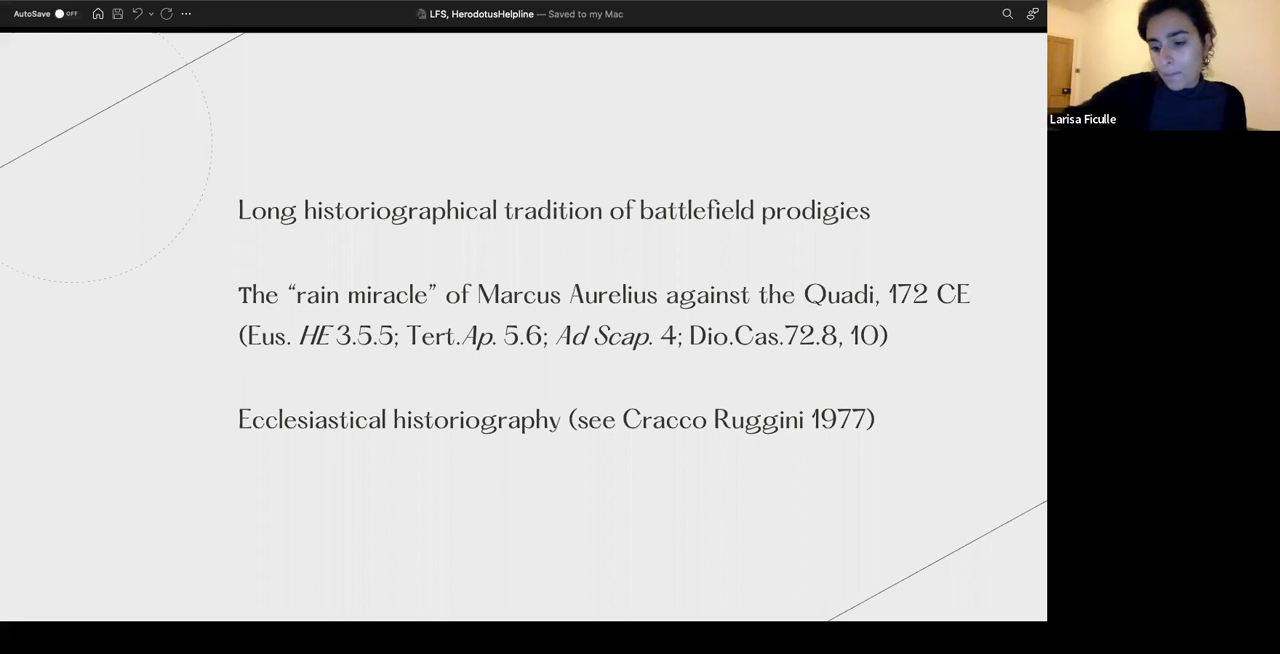 AutoSave OFF
LFS, HerodotusHelpline — Saved to my Mac
Larisa Ficulle
Long historiographical tradition of battlefield prodigies
The “rain miracle” of Marcus Aurelius against the Quadi, 172 CE
(Eus. HE 3.5.5; Tert.Ap. 5.6; Ad Scap. 4; Dio.Cas.72.8, 10)
Ecclesiastical historiography (see Cracco Ruggini 1977)